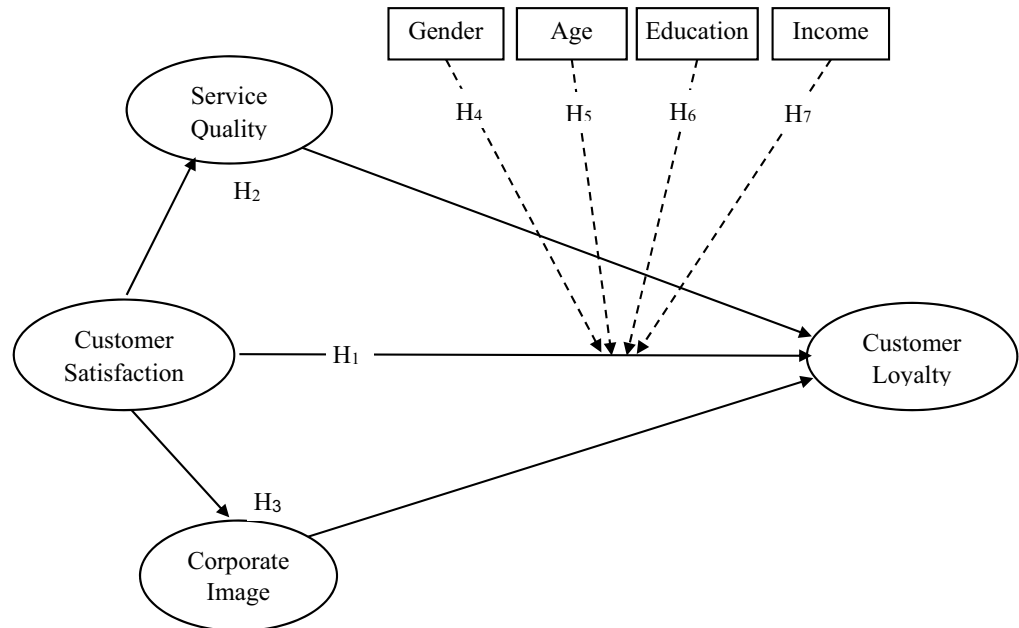 Gender
Age
Education
Income
H4
H5
H6
H7
Service
Quality
H2
Customer
Satisfaction
H1
Customer
Loyalty
H3
Corporate
Image